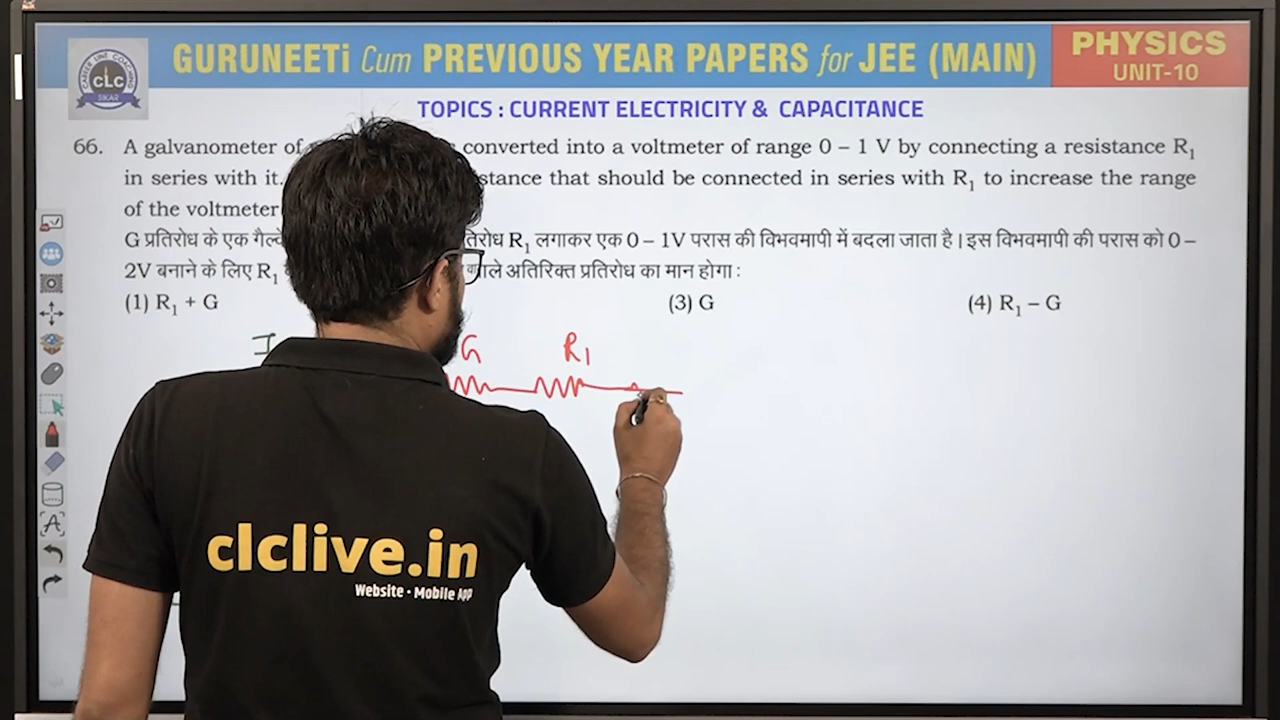 GURUNEETi Cum PREVIOUS YEAR PAPERS for JEE (MAIN)
PHYSICS
UNIT-10
CLC
SIKAR
TOPICS : CURRENT ELECTRICITY & CAPACITANCE
66. A galvanometer of converted into a voltmeter of range 0 – 1 V by connecting a resistance R₁
in series with it. that should be connected in series with R₁ to increase the range
of the voltmeter
G प्रतिरोध के एक R₁ लगाकर एक 0 – 1V परास की विभवमापी में बदला जाता है। इस विभवमापी की परास को 0 –
2V बनाने के लिए R₁ वाले अतिरिक्त प्रतिरोध का मान होगा :
(1) R₁ + G (3) G (4) R₁ – G
G R₁
clclive.in
Website • Mobile App